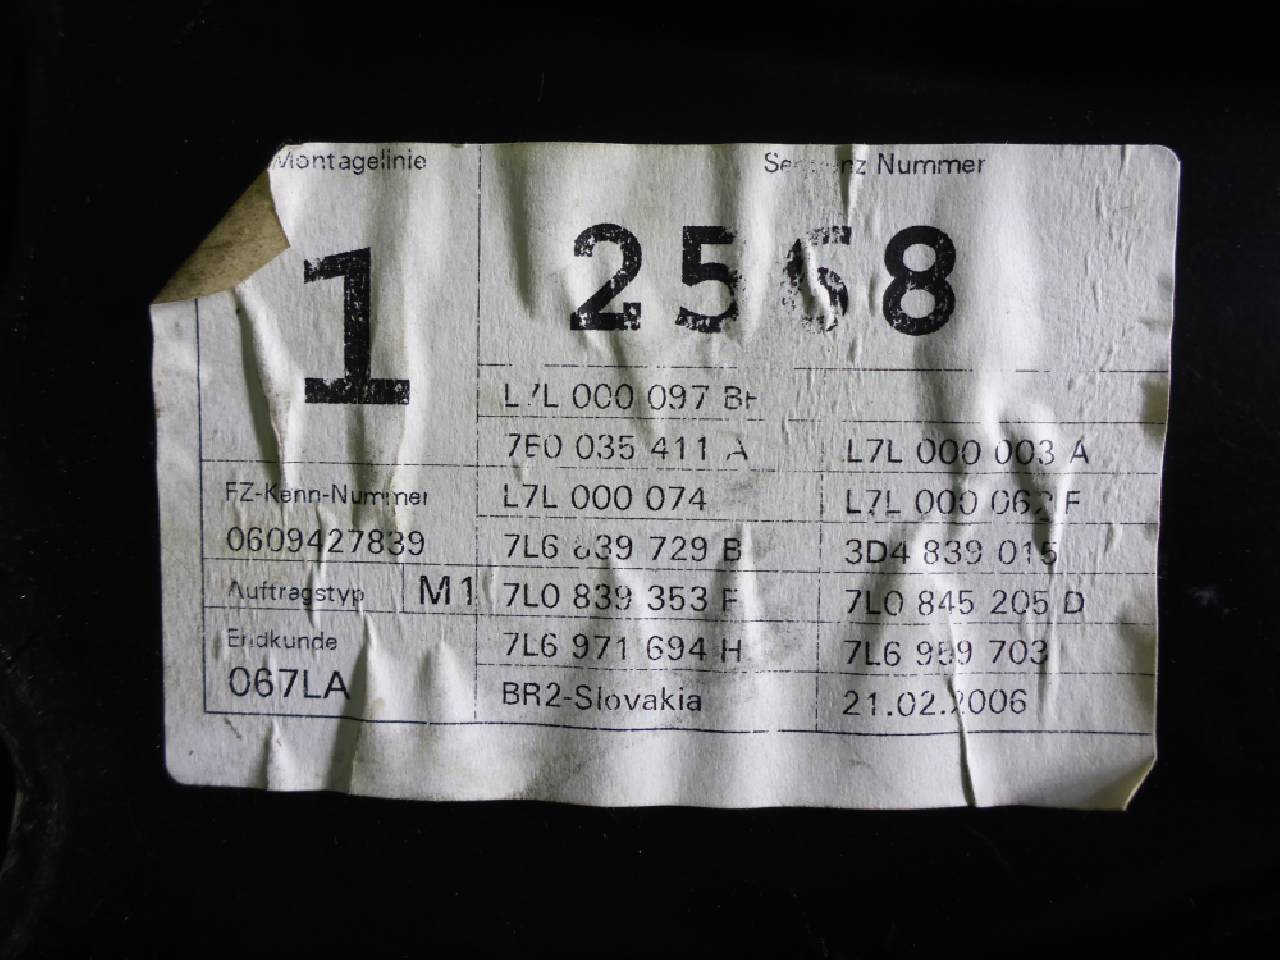 Montagelinie Nummer
1 2568
000 097
7E0 035 411 A L7L 000 003 A
FZ-Kenn-Nummer L7L 000 074 L7L 000 F
0609427839 7L6 839 729 B 3D4 839 015
Auftragstyp M1 7L0 839 353 7L0 845 205 D
Endkunde 7L6 971 694 H 7L6 959 703
067LA BR2-Slovakia 21.02.2006